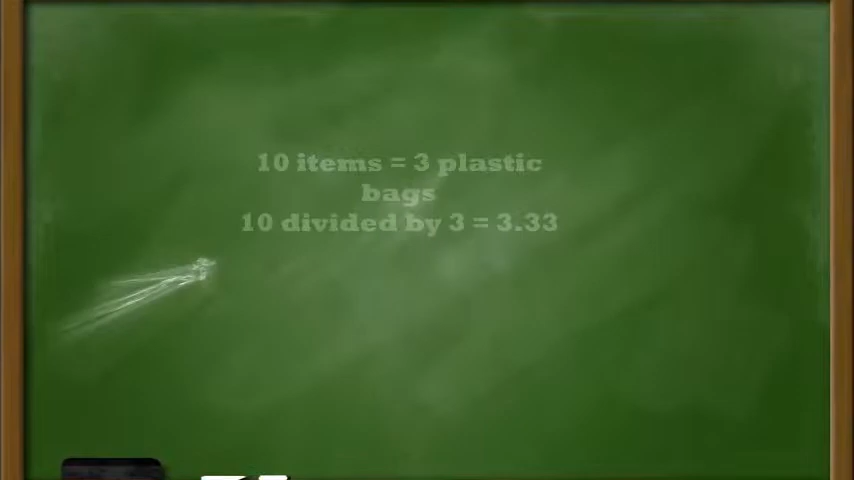 10 items = 3 plastic
bags
10 divided by 3 = 3.33